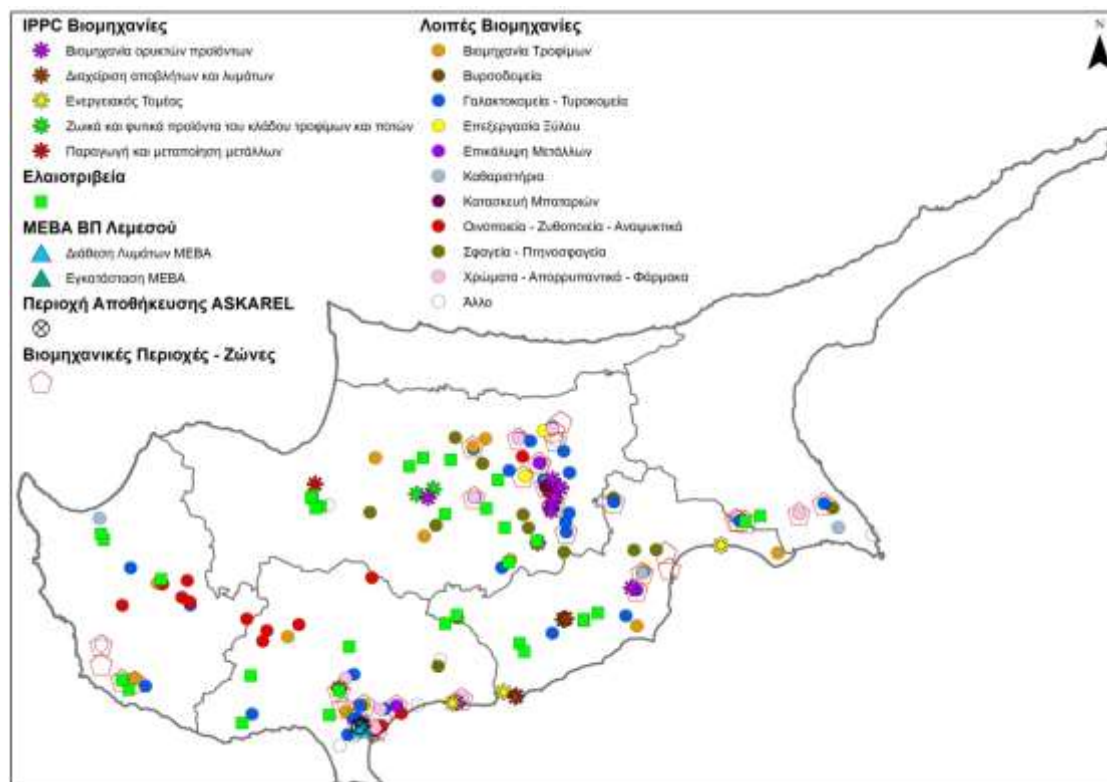 IPPC Βιομηχανίες
Βιομηχανία ορυκτών προϊόντων
Διαχείριση αποβλήτων και λυμάτων
Ενεργειακός Τομέας
Ζωικά και φυτικά προϊόντα του κλάδου τροφίμων και ποτών
Παραγωγή και μεταποίηση μετάλλων
Ελαιοτριβεία
ΜΕΒΑ ΒΠ Λεμεσού
Διάθεση Λυμάτων ΜΕΒΑ
Εγκατάσταση ΜΕΒΑ
Περιοχή Αποθήκευσης ASKAREL
Βιομηχανικές Περιοχές - Ζώνες
Λοιπές Βιομηχανίες
Βιομηχανία Τροφίμων
Βυρσοδεψεία
Γαλακτοκομεία - Τυροκομεία
Επεξεργασία Ξύλου
Επικάλυψη Μετάλλων
Καθαριστήρια
Κατασκευή Μπαταριών
Οινοποιεία - Ζυθοποιεία - Αναψυκτικά
Σφαγεία - Πτηνοσφαγεία
Χρώματα - Απορρυπαντικά - Φάρμακα
Άλλο
N